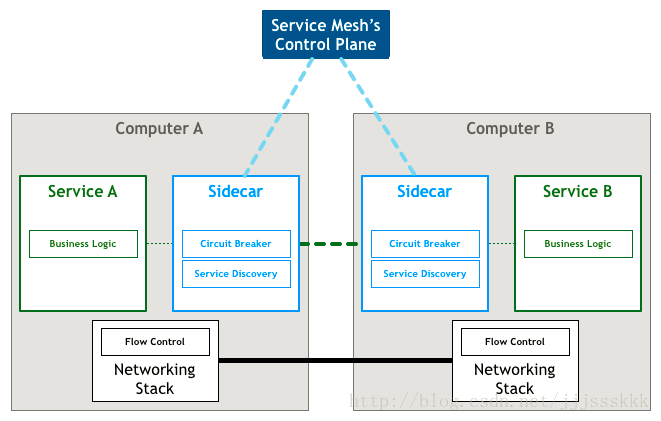 Service Mesh's
Control Plane
Computer A
Computer B
Service A
Sidecar
Sidecar
Service B
Business Logic
Circuit Breaker
Circuit Breaker
Business Logic
Service Discovery
Service Discovery
Flow Control
Flow Control
Networking
Stack
Networking
Stack
http://blog.csdn.net/jjjssskkk